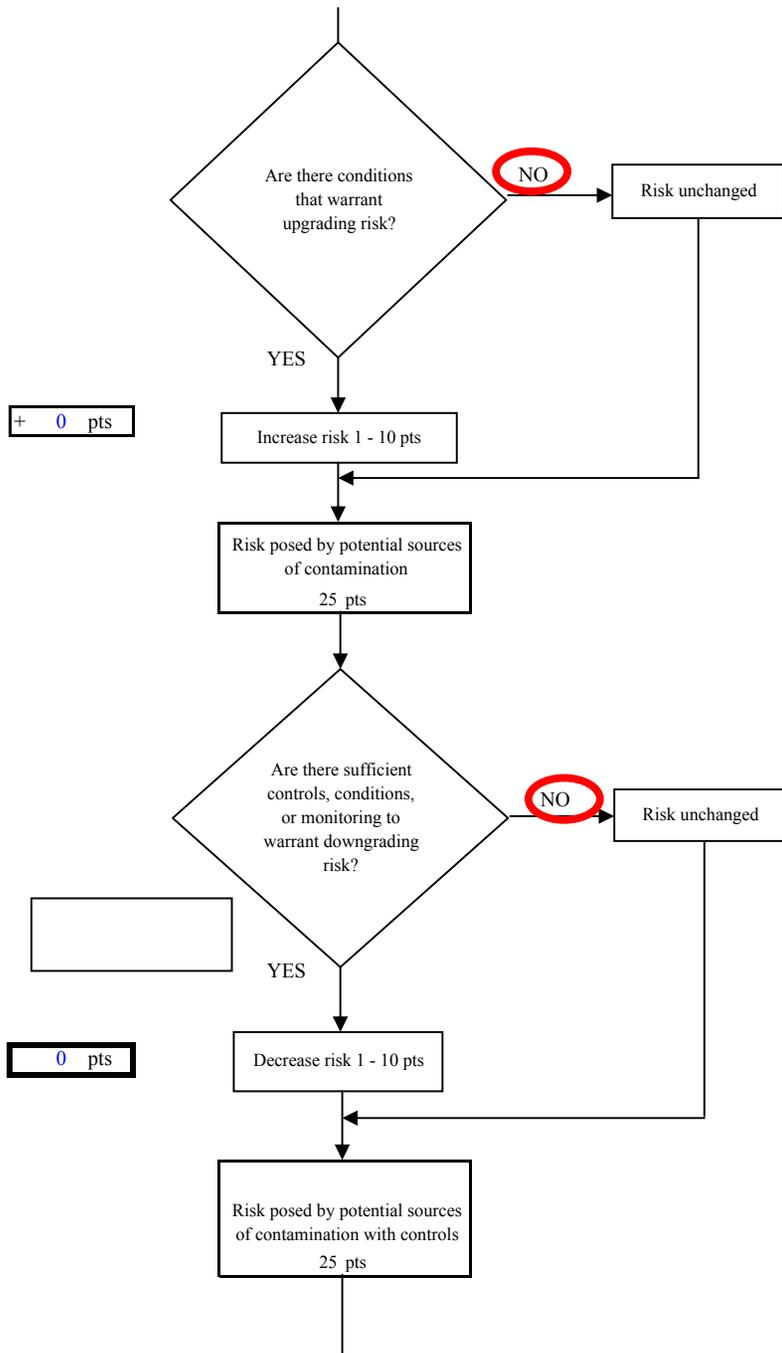 Are there conditions
that warrant
upgrading risk?
NO
Risk unchanged
YES
+ 0 pts
Increase risk 1 - 10 pts
Risk posed by potential sources
of contamination
25 pts
Are there sufficient
controls, conditions,
or monitoring to
warrant downgrading
risk?
NO
Risk unchanged
YES
0 pts
Decrease risk 1 - 10 pts
Risk posed by potential sources
of contamination with controls
25 pts